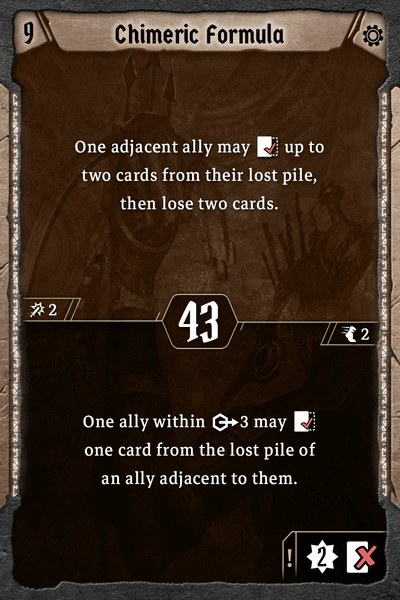 9 Chimeric Formula
One adjacent ally may up to
two cards from their lost pile,
then lose two cards.
2
43
2
One ally within 3 may
one card from the lost pile of
an ally adjacent to them.
! 2